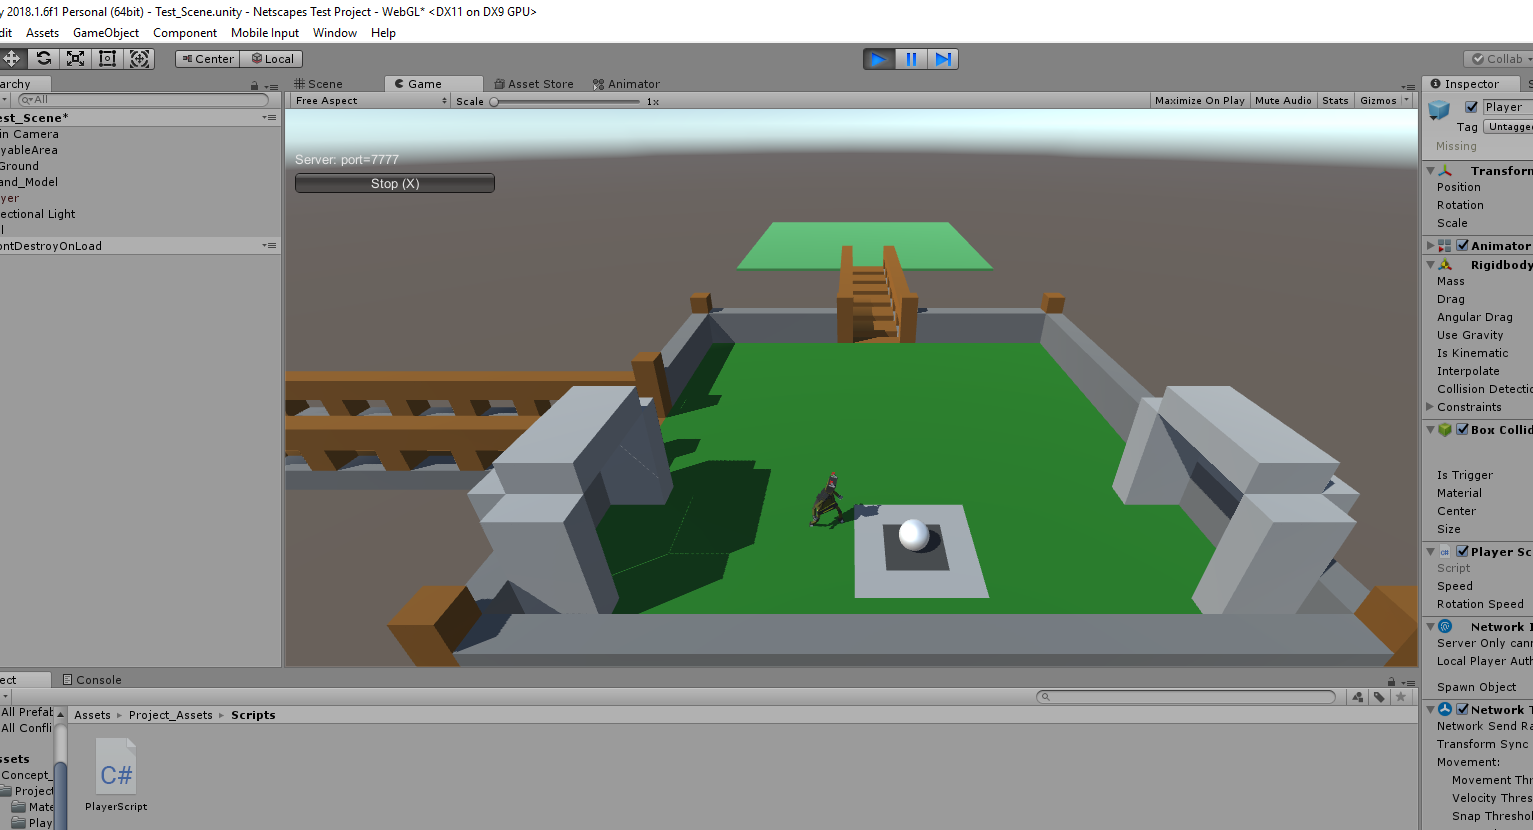 y 2018.1.6f1 Personal (64bit) - Test_Scene.unity - Netscapes Test Project - WebGL* <DX11 on DX9 GPU>
dit Assets GameObject Component Mobile Input Window Help
Center Local Collab
archy Scene Game Asset Store Animator Inspector S
All Free Aspect Scale 1x Maximize On Play Mute Audio Stats Gizmos
est_Scene*
in Camera
yableArea
Ground
and_Model
yer
ectional Light
l
ontDestroyOnLoad
Server: port=7777
Stop (X)
Player
Tag Untagged
Missing
Transform
Position
Rotation
Scale
Animator
Rigidbody
Mass
Drag
Angular Drag
Use Gravity
Is Kinematic
Interpolate
Collision Detectio
Constraints
Box Collid
Is Trigger
Material
Center
Size
Player Sc
Script
Speed
Rotation Speed
Network I
Server Only can
Local Player Auth
Spawn Object
Network T
Network Send Ra
Transform Sync
Movement:
Movement Thr
Velocity Thres
Snap Threshol
ect Console
All Prefab
All Confli
ssets
Concept_
Project
Mate
Play
Assets Project_Assets Scripts
C#
PlayerScript